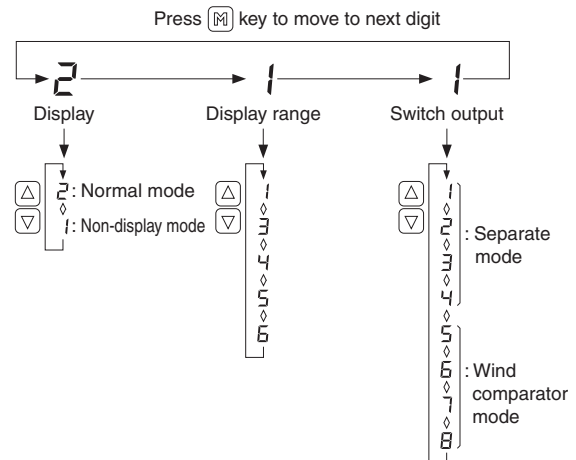 Press M key to move to next digit
2 1 1
Display Display range Switch output
2: Normal mode
1: Non-display mode
1
3
4
5
6
1
2
3
4
: Separate
mode
5
6
7
8
: Wind
comparator
mode